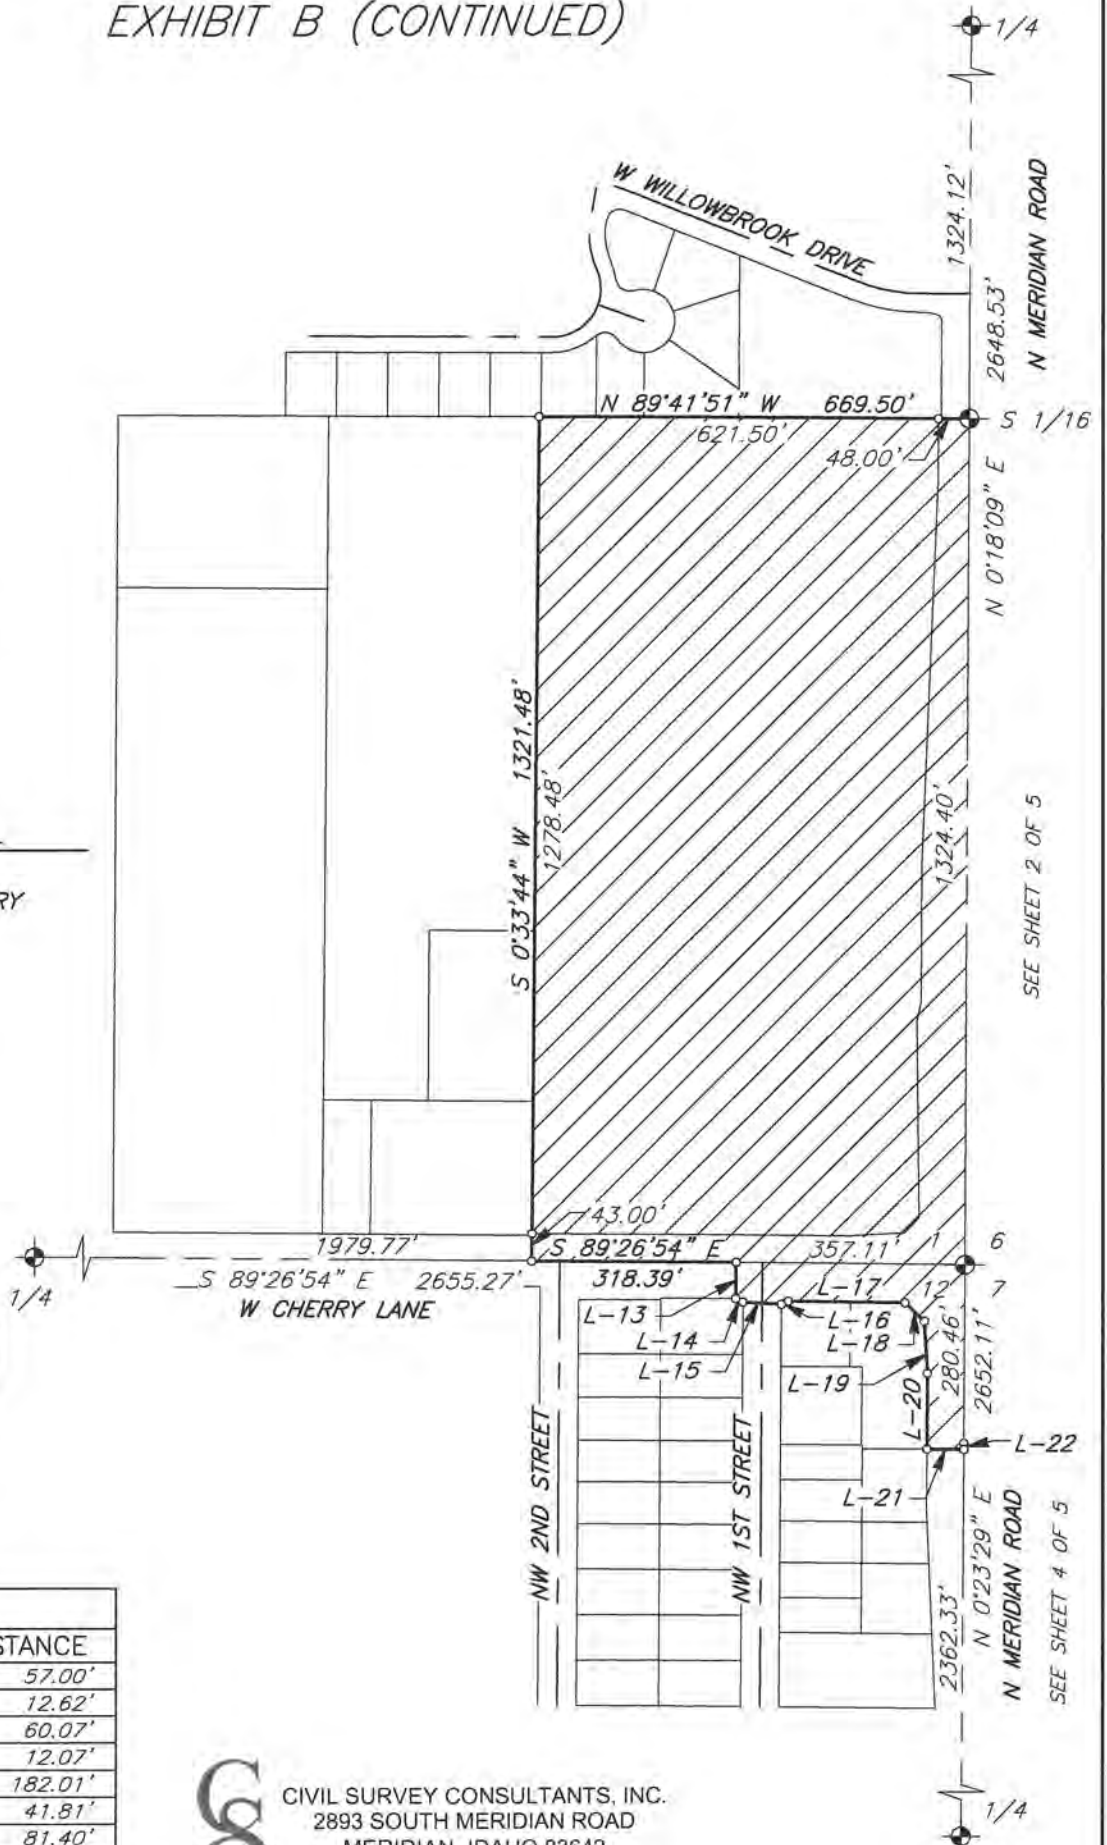 EXHIBIT B (CONTINUED)
1/4
W WILLOWBROOK DRIVE
1324.12'
2648.53'
N MERIDIAN ROAD
N 89°41'51" W 669.50'
621.50'
48.00'
S 1/16
N 0°18'09" E
S 0°33'44" W 1321.48'
1278.48'
1324.40'
SEE SHEET 2 OF 5
RY
43.00'
1979.77'
S 89°26'54" E
357.11'
1
6
1/4
S 89°26'54" E 2655.27'
318.39'
W CHERRY LANE
12
7
L-13
L-14
L-15
L-16
L-17
L-18
L-19
L-20
280.46'
2652.11'
L-22
L-21
NW 2ND STREET
NW 1ST STREET
2362.33'
N 0°23'29" E
N MERIDIAN ROAD
SEE SHEET 4 OF 5
STANCE
57.00'
12.62'
60.07'
12.07'
182.01'
41.81'
81.40'
CS
CIVIL SURVEY CONSULTANTS, INC.
2893 SOUTH MERIDIAN ROAD
MERIDIAN, IDAHO 83642
1/4